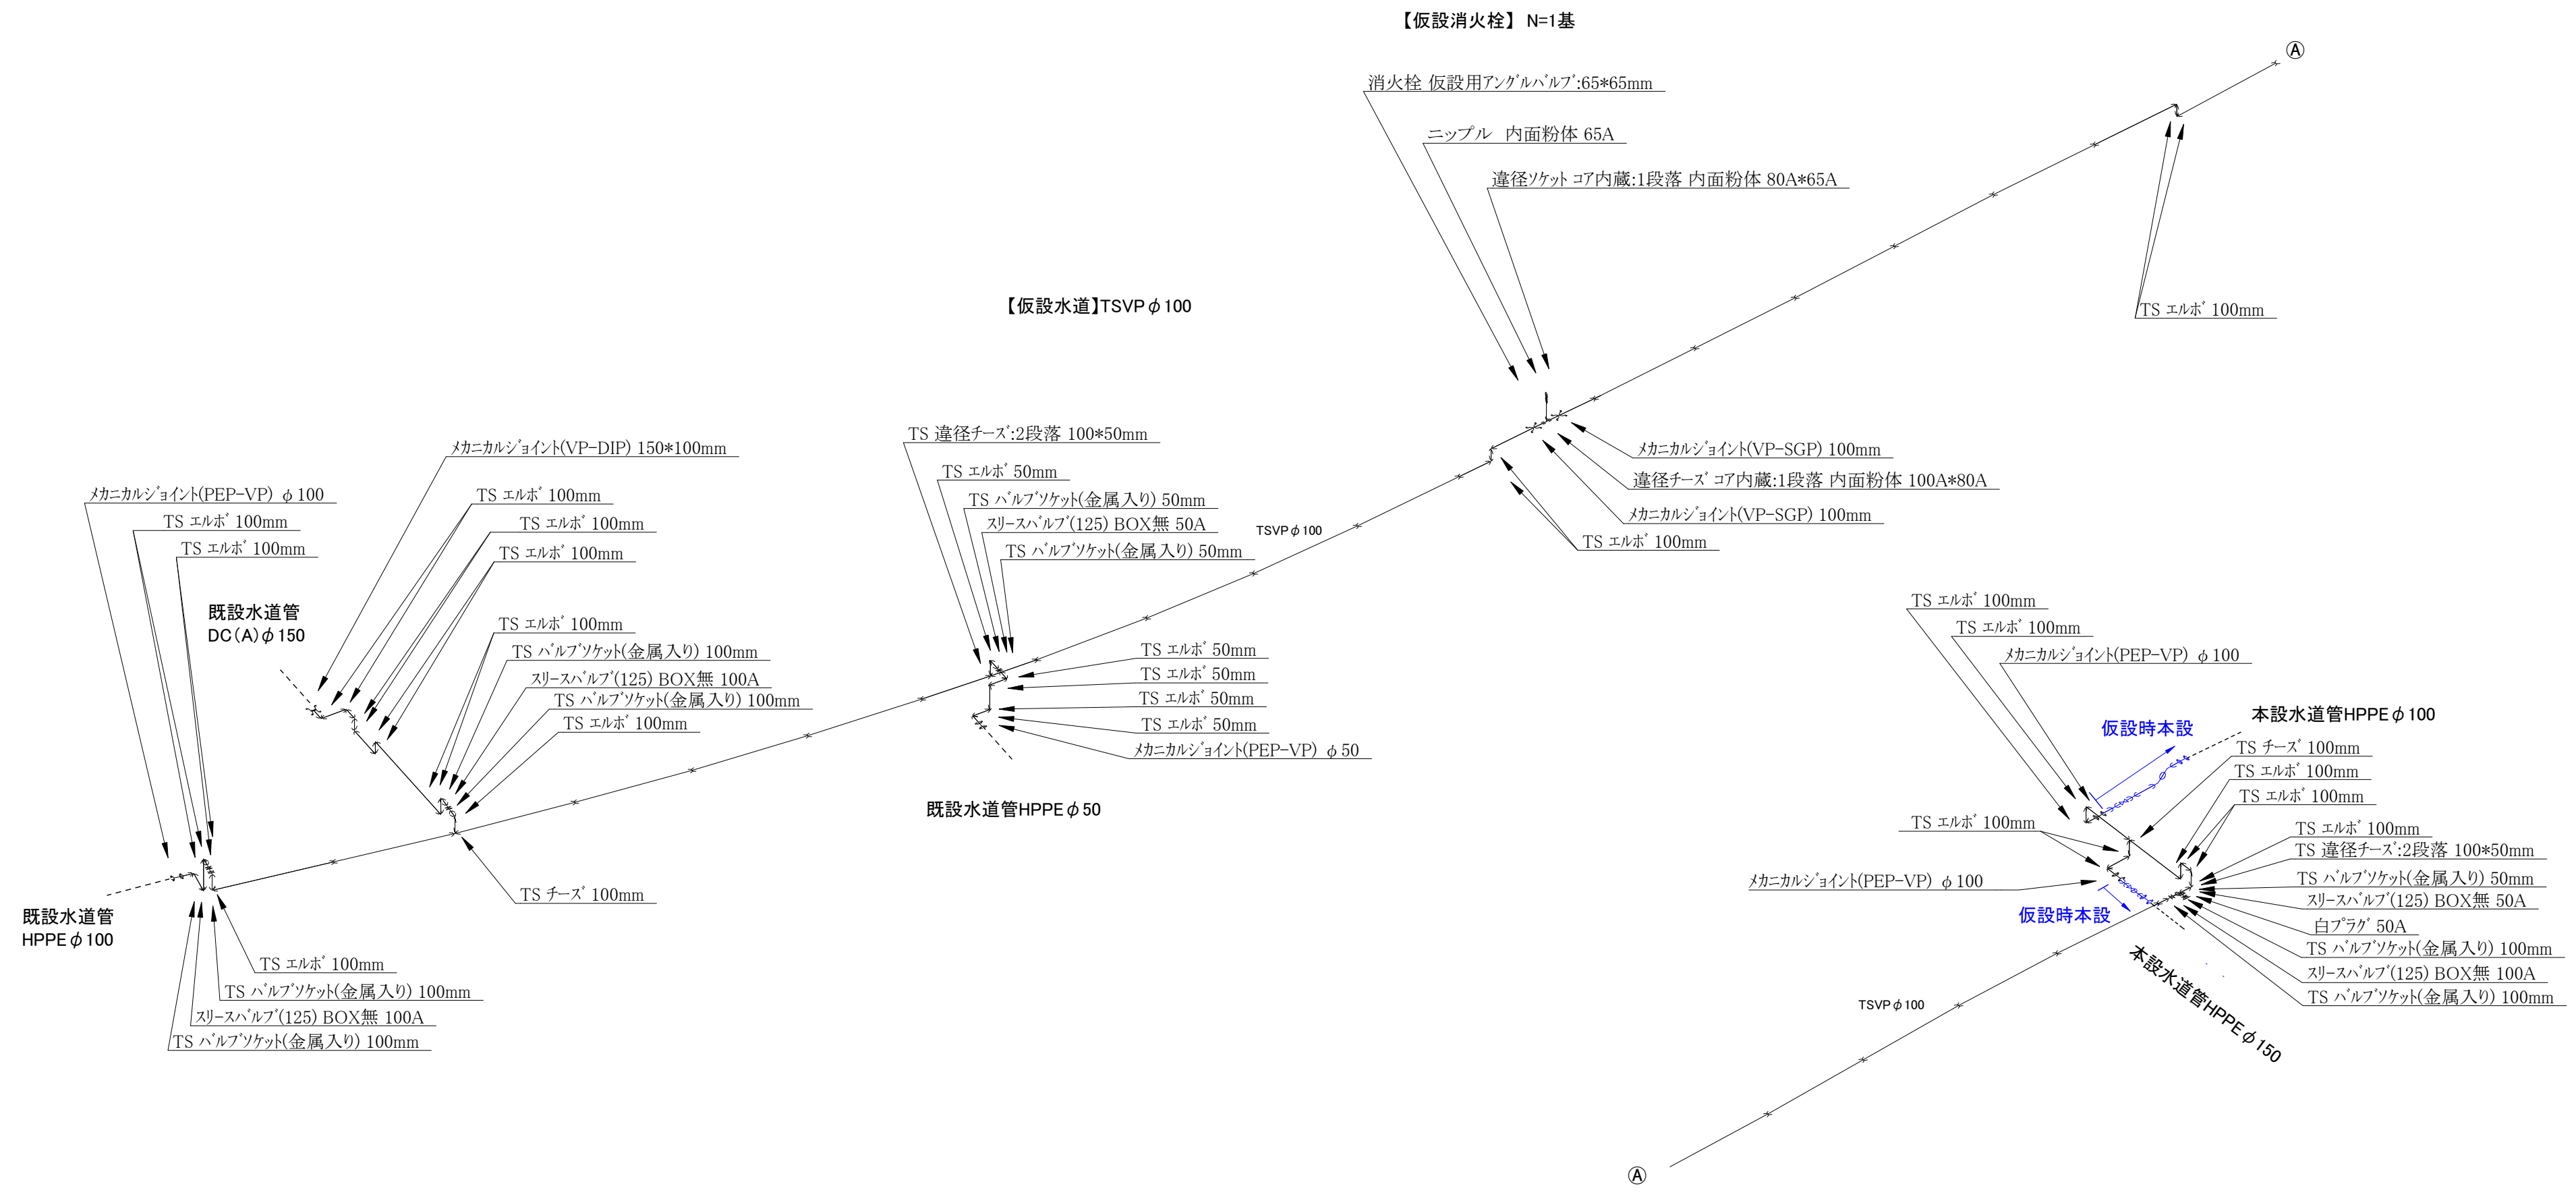 【仮設消火栓】 N=1基
Ⓐ
消火栓 仮設用アングルバルブ:65*65mm
ニップル 内面粉体 65A
違径ソケット コア内蔵:1段落 内面粉体 80A*65A
TS エルボ 100mm
【仮設水道】TSVPφ100
メカニカルジョイント(VP-SGP) 100mm
違径チーズ コア内蔵:1段落 内面粉体 100A*80A
メカニカルジョイント(VP-SGP) 100mm
TS エルボ 100mm
TSVPφ100
TS 違径チーズ:2段落 100*50mm
TS エルボ 50mm
TS バルブソケット(金属入り) 50mm
スリースバルブ(125) BOX無 50A
TS バルブソケット(金属入り) 50mm
TS エルボ 50mm
TS エルボ 50mm
TS エルボ 50mm
TS エルボ 50mm
メカニカルジョイント(PEP-VP) φ50
既設水道管HPPEφ50
メカニカルジョイント(VP-DIP) 150*100mm
TS エルボ 100mm
TS エルボ 100mm
TS エルボ 100mm
既設水道管
DC(A)φ150
TS エルボ 100mm
TS バルブソケット(金属入り) 100mm
スリースバルブ(125) BOX無 100A
TS バルブソケット(金属入り) 100mm
TS エルボ 100mm
TS チーズ 100mm
メカニカルジョイント(PEP-VP) φ100
TS エルボ 100mm
TS エルボ 100mm
既設水道管
HPPEφ100
TS エルボ 100mm
TS バルブソケット(金属入り) 100mm
スリースバルブ(125) BOX無 100A
TS バルブソケット(金属入り) 100mm
TS エルボ 100mm
TS エルボ 100mm
メカニカルジョイント(PEP-VP) φ100
本設水道管HPPEφ100
仮設時本設
TS チーズ 100mm
TS エルボ 100mm
TS エルボ 100mm
TS エルボ 100mm
TS エルボ 100mm
TS 違径チーズ:2段落 100*50mm
メカニカルジョイント(PEP-VP) φ100
TS バルブソケット(金属入り) 50mm
スリースバルブ(125) BOX無 50A
仮設時本設
白プラグ 50A
TS バルブソケット(金属入り) 100mm
スリースバルブ(125) BOX無 100A
TS バルブソケット(金属入り) 100mm
本設水道管HPPEφ150
TSVPφ100
Ⓐ